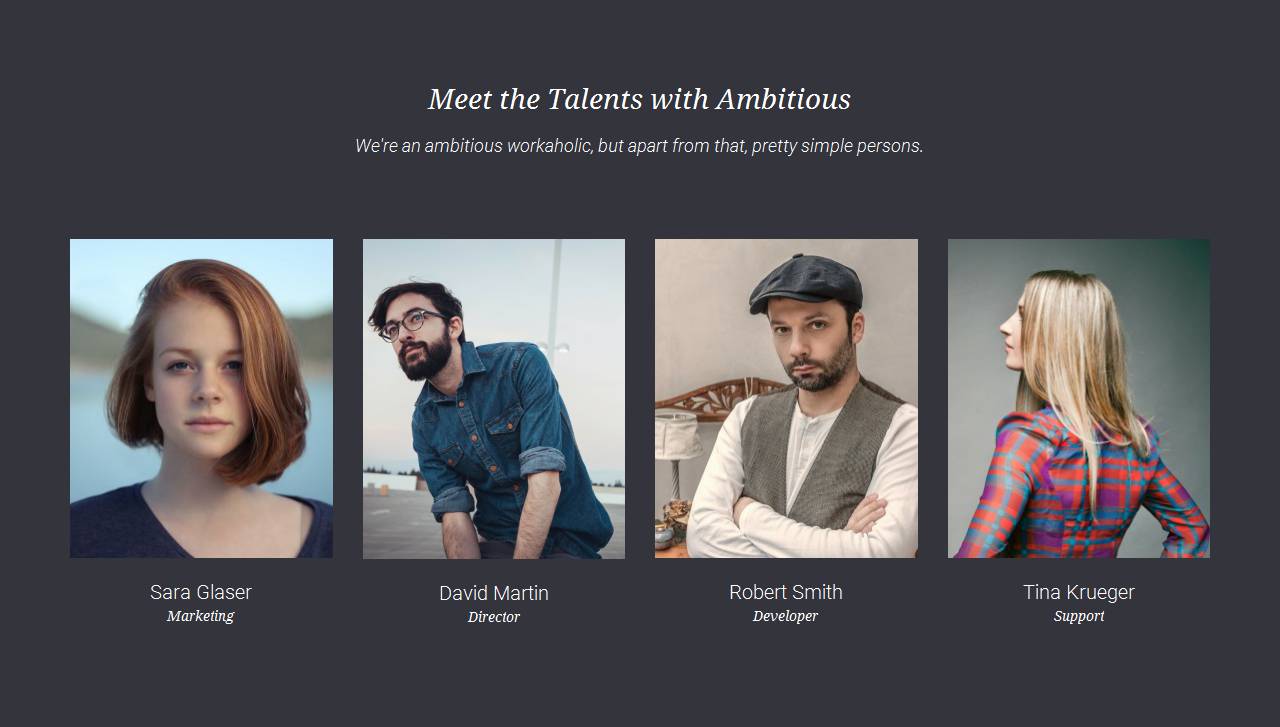 Meet the Talents with Ambitious
We're an ambitious workaholic, but apart from that, pretty simple persons.
Sara Glaser
Marketing
David Martin
Director
Robert Smith
Developer
Tina Krueger
Support